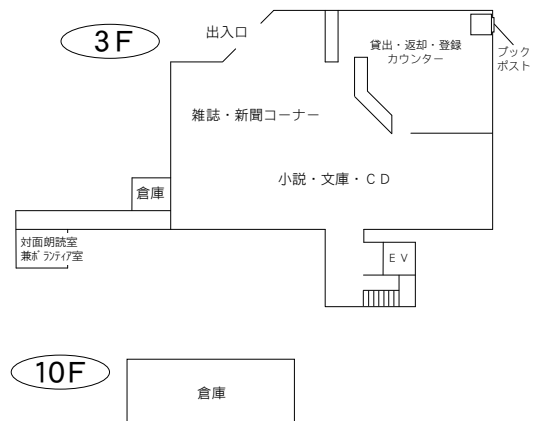 3F
出入口
貸出・返却・登録
カウンター
ブック
ポスト
雑誌・新聞コーナー
小説・文庫・CD
倉庫
対面朗読室
兼ボランティア室
EV
10F
倉庫